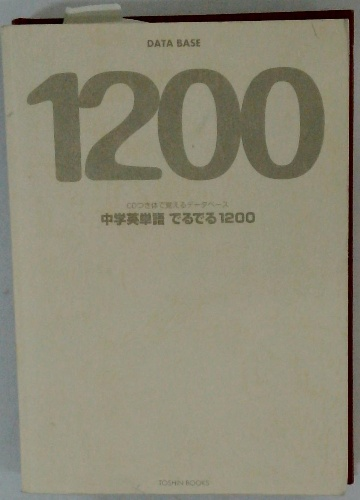 DATA BASE
1200
CDつき体で覚えるデータベース
中学英単語 でるでる1200
TOSHIN BOOKS